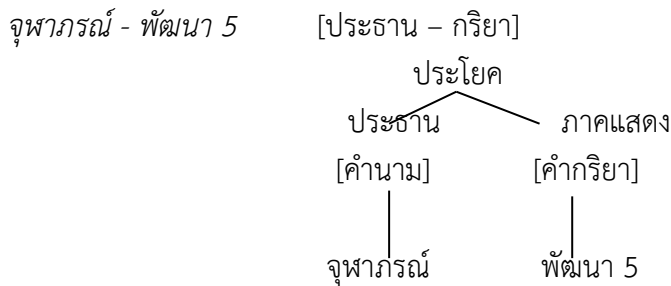 จุฬาภรณ์ - พัฒนา 5 [ประธาน – กริยา]
ประโยค
ประธาน ภาคแสดง
[คำนาม] [คำกริยา]
จุฬาภรณ์ พัฒนา 5